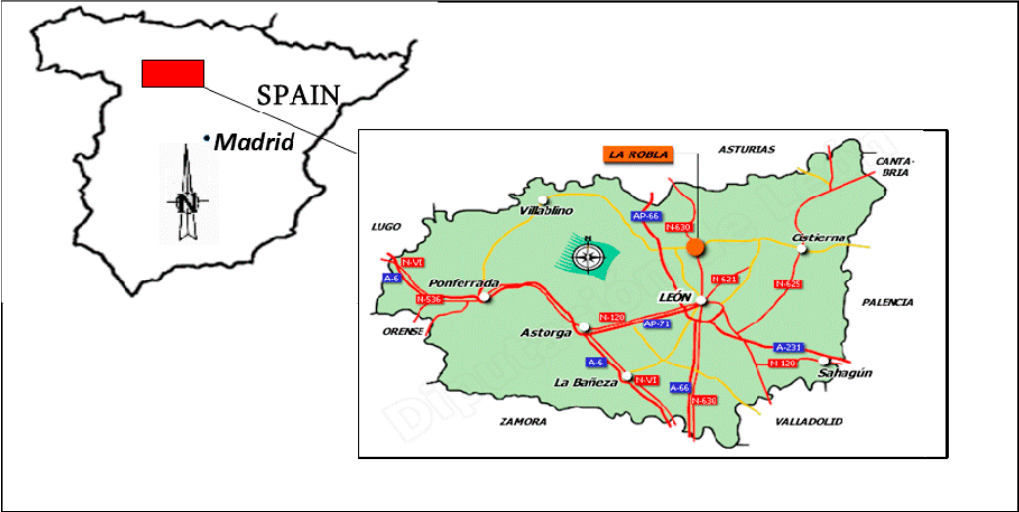 SPAIN
Madrid
N
LA ROBLA
ASTURIAS
CANTA-
BRIA
Villablino
AP-66
N-630
LUGO
Cistierna
N-VI
A-6
N-536
Ponferrada
N-621
N-625
LEÓN
PALENCIA
ORENSE
Astorga
N-120
AP-71
A-231
N-120
Sahagún
A-6
La Bañeza
N-VI
A-66
N-630
ZAMORA
VALLADOLID